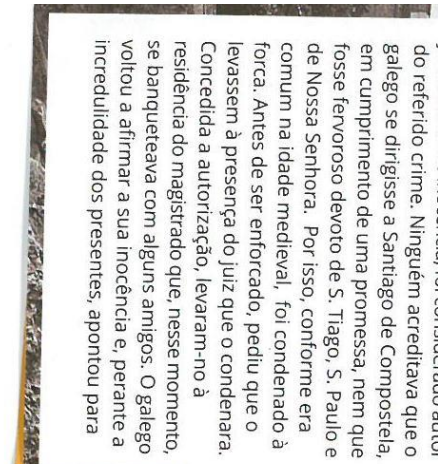 foi considerado autor
do referido crime. Ninguém acreditava que o
galego se dirigisse a Santiago de Compostela,
em cumprimento de uma promessa, nem que
fosse fervoroso devoto de S. Tiago, S. Paulo e
de Nossa Senhora. Por isso, conforme era
comum na idade medieval, foi condenado à
forca. Antes de ser enforcado, pediu que o
levassem à presença do juiz que o condenara.
Concedida a autorização, levaram-no à
residência do magistrado que, nesse momento,
se banqueteava com alguns amigos. O galego
voltou a afirmar a sua inocência e, perante a
incredulidade dos presentes, apontou para